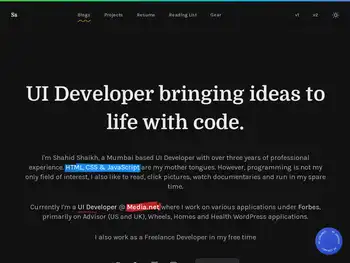 Ss Blogs Projects Resume Reading List Gear v1 v2
UI Developer bringing ideas to
life with code.
I'm Shahid Shaikh, a Mumbai based UI Developer with over three years of professional
experience. HTML, CSS & JavaScript are my mother tongues. However, programming is not my
only field of interest, I also like to read, click pictures, watch documentaries and run in my spare
time.
Currently I'm a UI Developer @ Media.net where I work on various applications under Forbes,
primarily on Advisor (US and UK), Wheels, Homes and Health WordPress applications.
I also work as a Freelance Developer in my free time